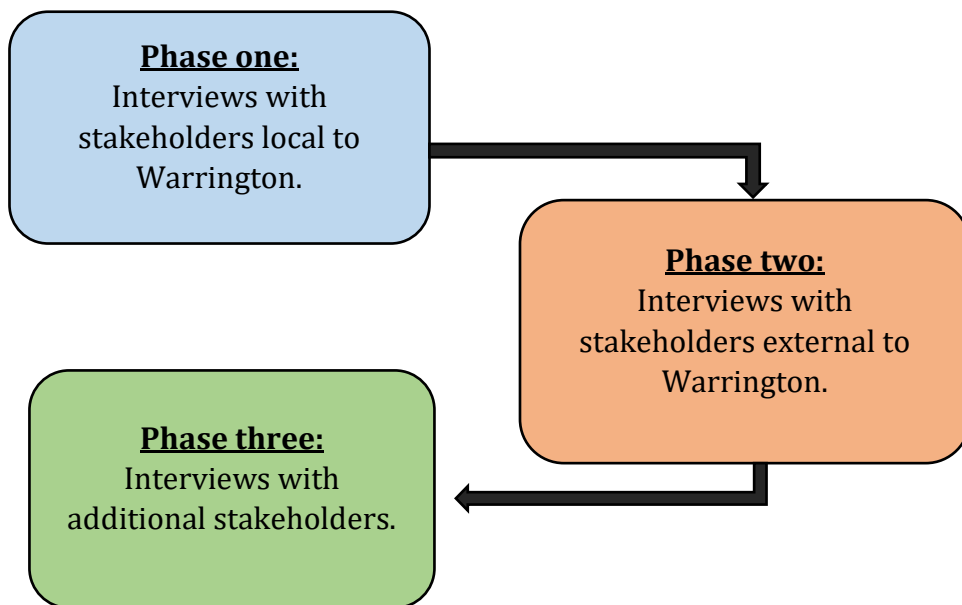 Phase one:
Interviews with
stakeholders local to
Warrington.
Phase two:
Interviews with
stakeholders external to
Warrington.
Phase three:
Interviews with
additional stakeholders.